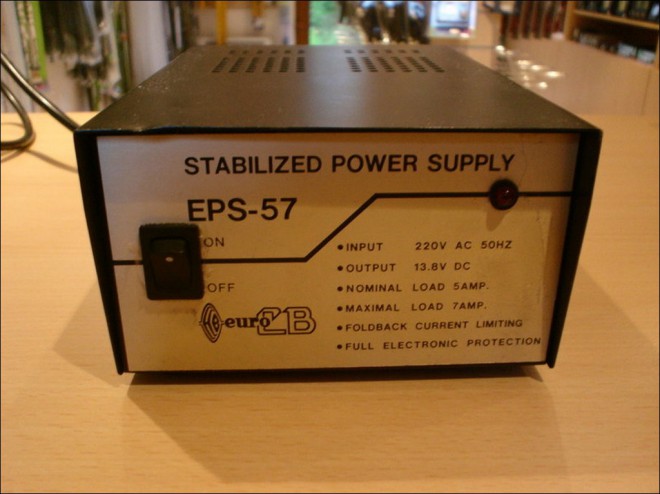 STABILIZED POWER SUPPLY
EPS-57
ON
OFF
euro CB
• INPUT 220V AC 50HZ
• OUTPUT 13.8V DC
• NOMINAL LOAD 5AMP.
• MAXIMAL LOAD 7AMP.
• FOLDBACK CURRENT LIMITING
• FULL ELECTRONIC PROTECTION